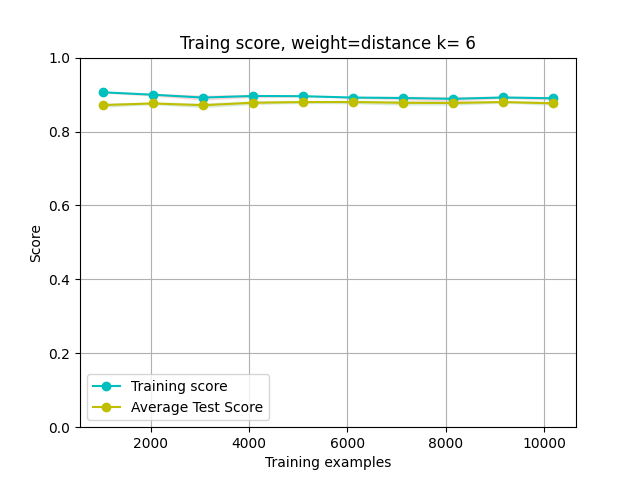 Traing score, weight=distance k= 6
1.0
0.8
0.6
0.4
0.2
0.0
Score
Training score
Average Test Score
2000 4000 6000 8000 10000
Training examples